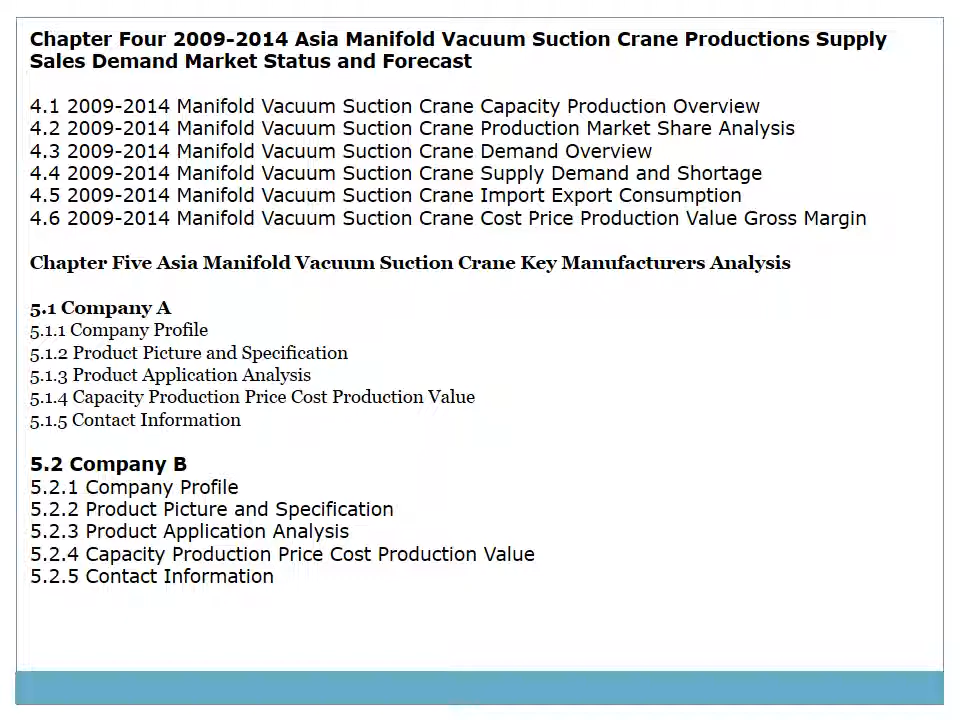 Chapter Four 2009-2014 Asia Manifold Vacuum Suction Crane Productions Supply
Sales Demand Market Status and Forecast
4.1 2009-2014 Manifold Vacuum Suction Crane Capacity Production Overview
4.2 2009-2014 Manifold Vacuum Suction Crane Production Market Share Analysis
4.3 2009-2014 Manifold Vacuum Suction Crane Demand Overview
4.4 2009-2014 Manifold Vacuum Suction Crane Supply Demand and Shortage
4.5 2009-2014 Manifold Vacuum Suction Crane Import Export Consumption
4.6 2009-2014 Manifold Vacuum Suction Crane Cost Price Production Value Gross Margin
Chapter Five Asia Manifold Vacuum Suction Crane Key Manufacturers Analysis
5.1 Company A
5.1.1 Company Profile
5.1.2 Product Picture and Specification
5.1.3 Product Application Analysis
5.1.4 Capacity Production Price Cost Production Value
5.1.5 Contact Information
5.2 Company B
5.2.1 Company Profile
5.2.2 Product Picture and Specification
5.2.3 Product Application Analysis
5.2.4 Capacity Production Price Cost Production Value
5.2.5 Contact Information